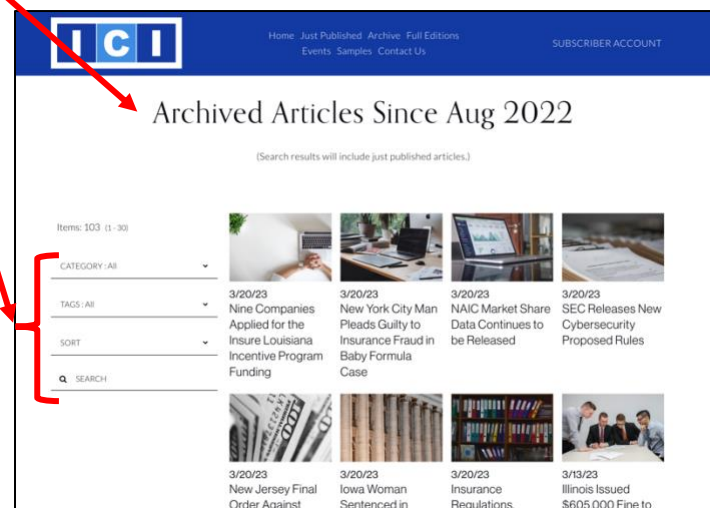 ICI
Home Just Published Archive Full Editions
Events Samples Contact Us
SUBSCRIBER ACCOUNT
Archived Articles Since Aug 2022
(Search results will include just published articles.)
Items: 103 (1 - 30)
CATEGORY : All
TAGS : All
SORT
SEARCH
3/20/23
Nine Companies
Applied for the
Insure Louisiana
Incentive Program
Funding
3/20/23
New York City Man
Pleads Guilty to
Insurance Fraud in
Baby Formula
Case
3/20/23
NAIC Market Share
Data Continues to
be Released
3/20/23
SEC Releases New
Cybersecurity
Proposed Rules
3/20/23
New Jersey Final
Order Against
3/20/23
Iowa Woman
Sentenced in
3/20/23
Insurance
Regulations,
3/13/23
Illinois Issued
$605,000 Fine to